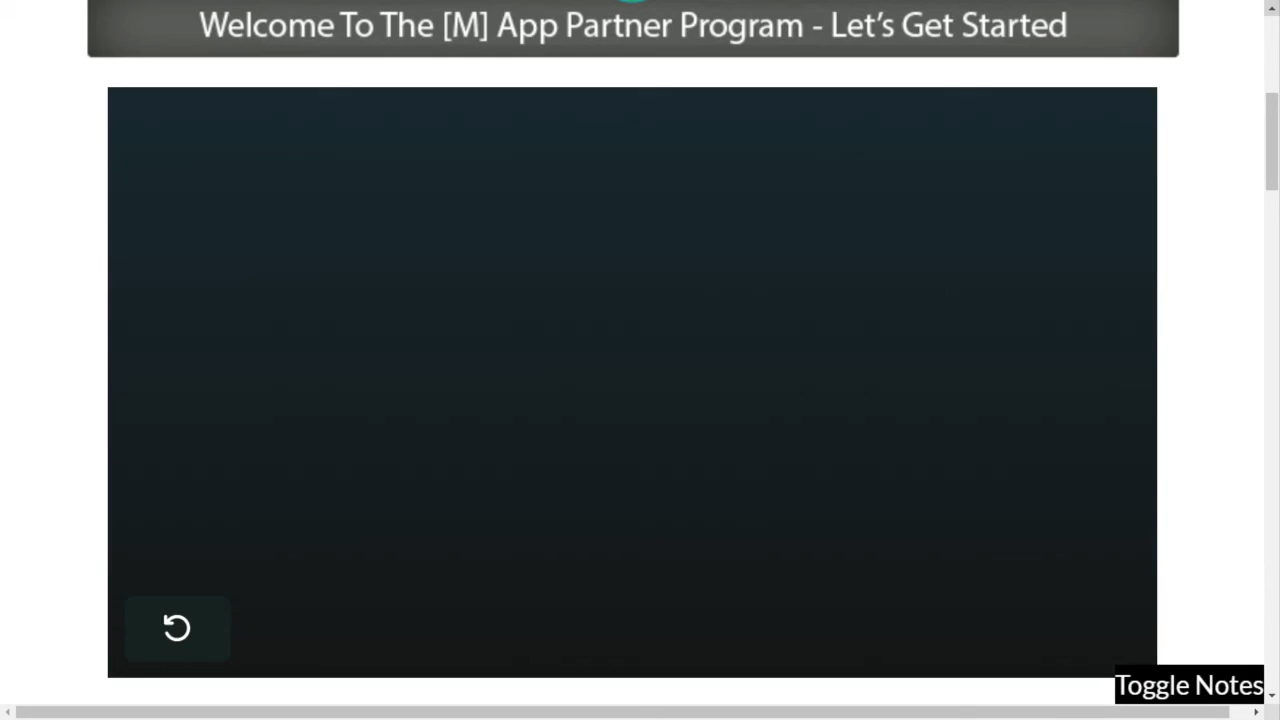 Welcome To The [M] App Partner Program - Let’s Get Started
Toggle Notes